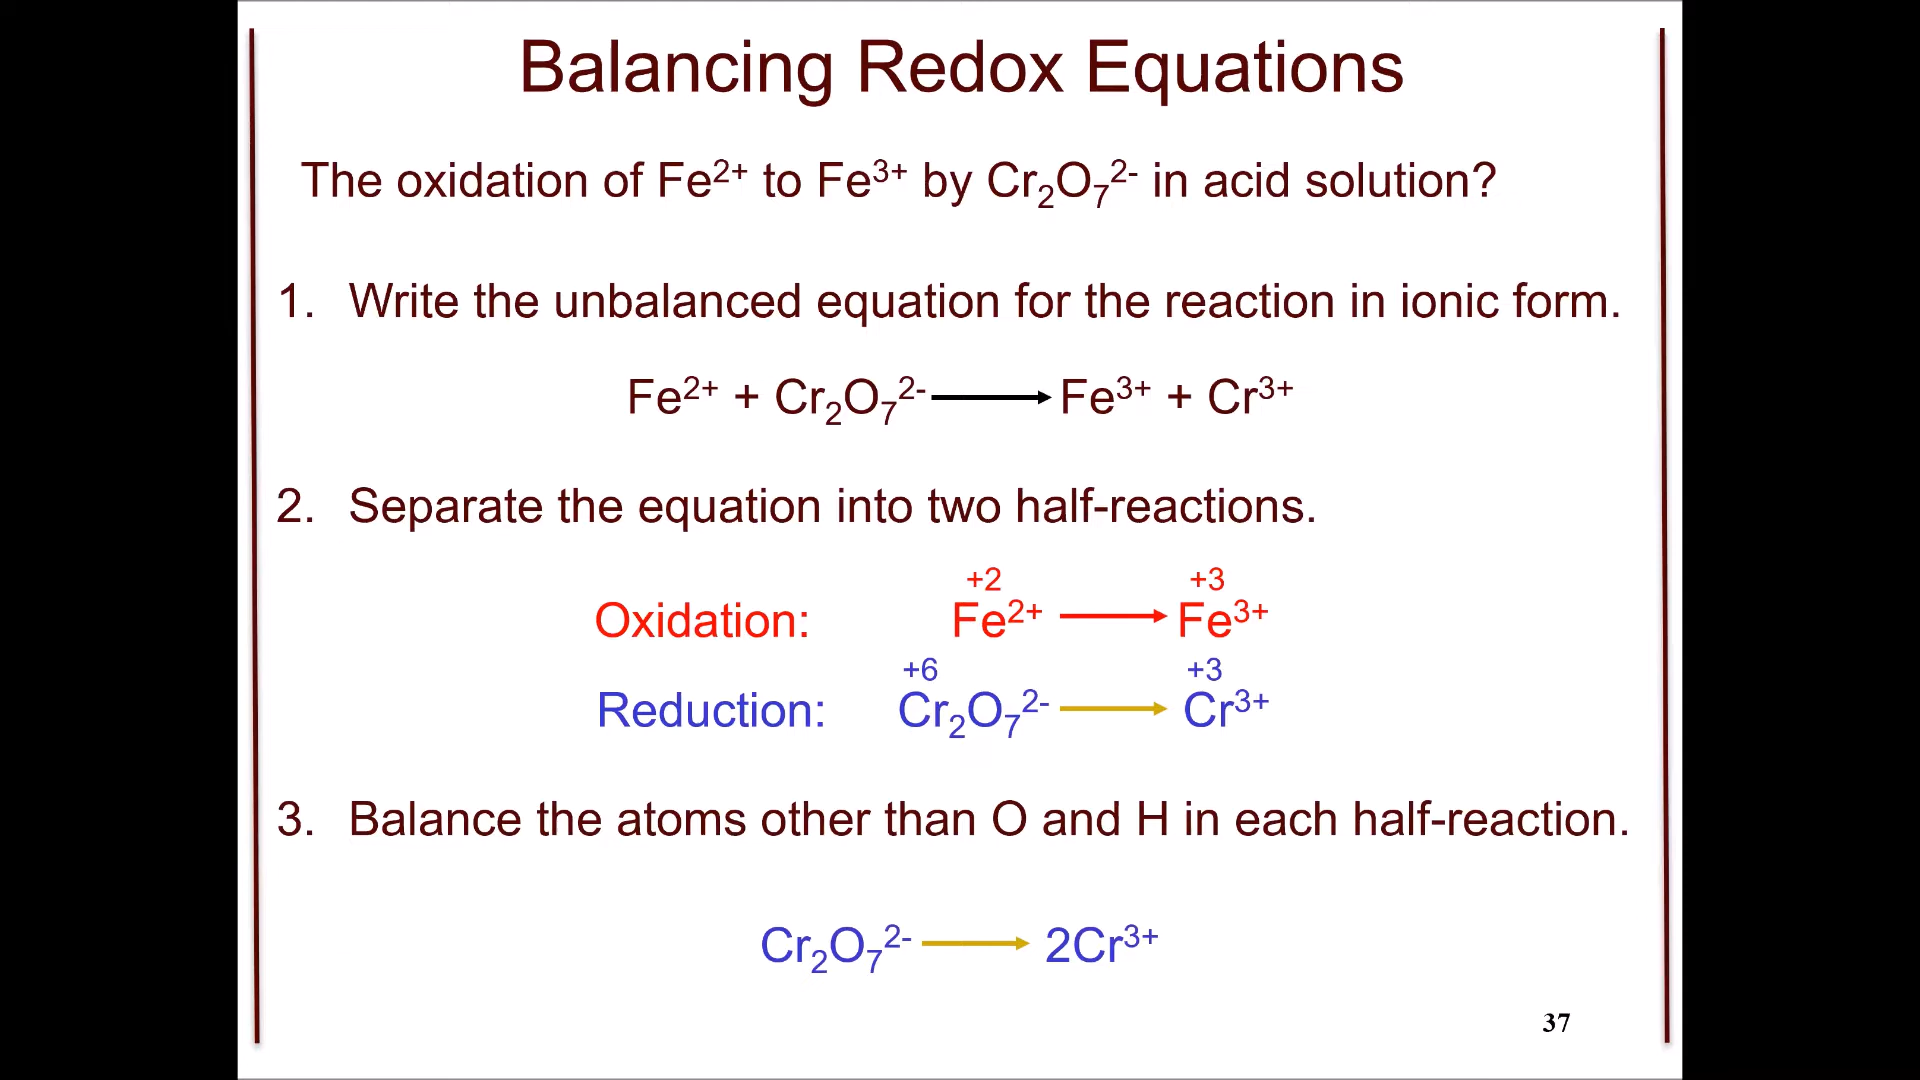 Balancing Redox Equations
The oxidation of Fe²⁺ to Fe³⁺ by Cr₂O₇²⁻ in acid solution?
1. Write the unbalanced equation for the reaction in ionic form.
Fe²⁺ + Cr₂O₇²⁻ → Fe³⁺ + Cr³⁺
2. Separate the equation into two half-reactions.
+2 +3
Oxidation: Fe²⁺ → Fe³⁺
+6 +3
Reduction: Cr₂O₇²⁻ → Cr³⁺
3. Balance the atoms other than O and H in each half-reaction.
Cr₂O₇²⁻ → 2Cr³⁺
37